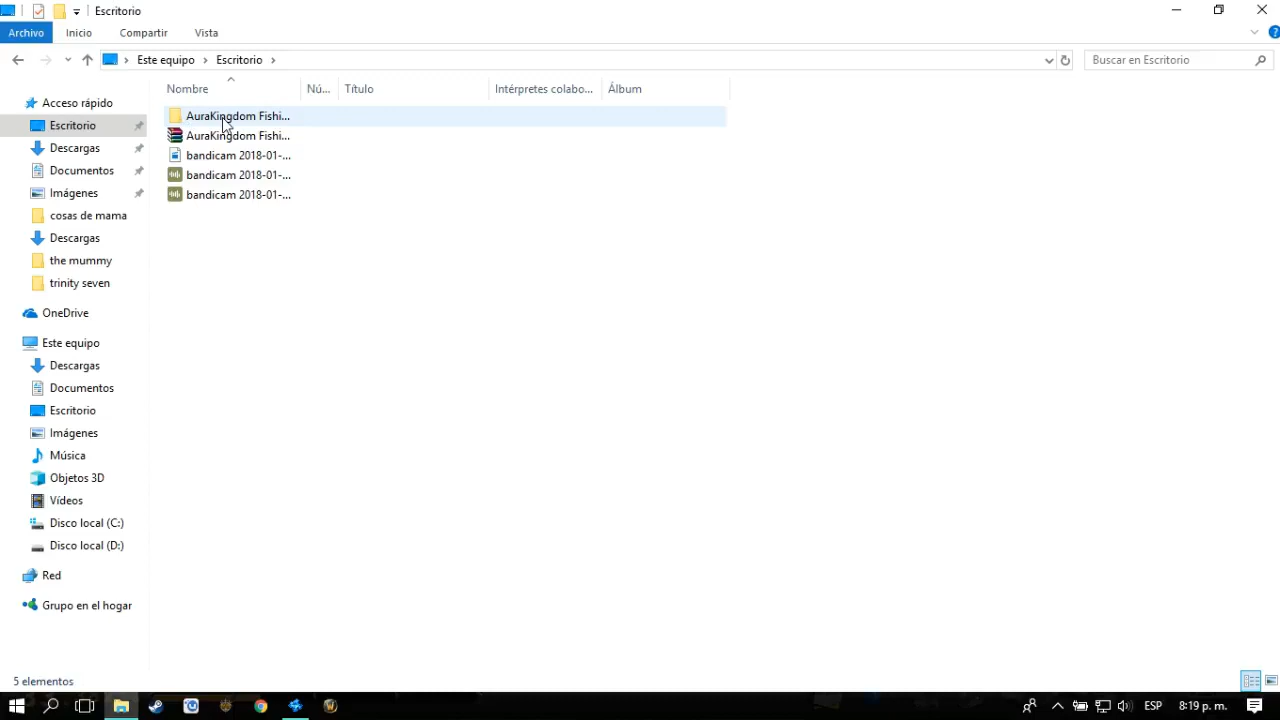 Escritorio
Archivo Inicio Compartir Vista
Este equipo Escritorio Buscar en Escritorio
Nombre Nú... Título Intérpretes colabo... Álbum
Acceso rápido
Escritorio
Descargas
Documentos
Imágenes
cosas de mama
Descargas
the mummy
trinity seven
OneDrive
Este equipo
Descargas
Documentos
Escritorio
Imágenes
Música
Objetos 3D
Vídeos
Disco local (C:)
Disco local (D:)
Red
Grupo en el hogar
AuraKingdom Fishi...
AuraKingdom Fishi...
bandicam 2018-01-...
bandicam 2018-01-...
bandicam 2018-01-...
5 elementos
ESP 8:19 p. m.